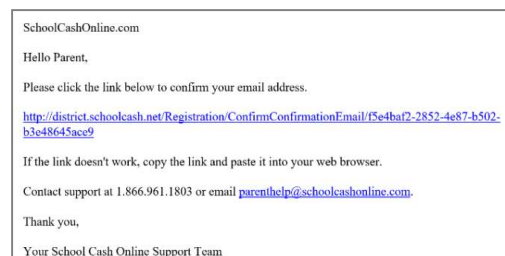 SchoolCashOnline.com
Hello Parent,
Please click the link below to confirm your email address.
http://district.schoolcash.net/Registration/ConfirmConfirmationEmail/f5e4baf2-2852-4e87-b502-
b3e48645ace9
If the link doesn't work, copy the link and paste it into your web browser.
Contact support at 1.866.961.1803 or email parenthelp@schoolcashonline.com.
Thank you,
Your School Cash Online Support Team